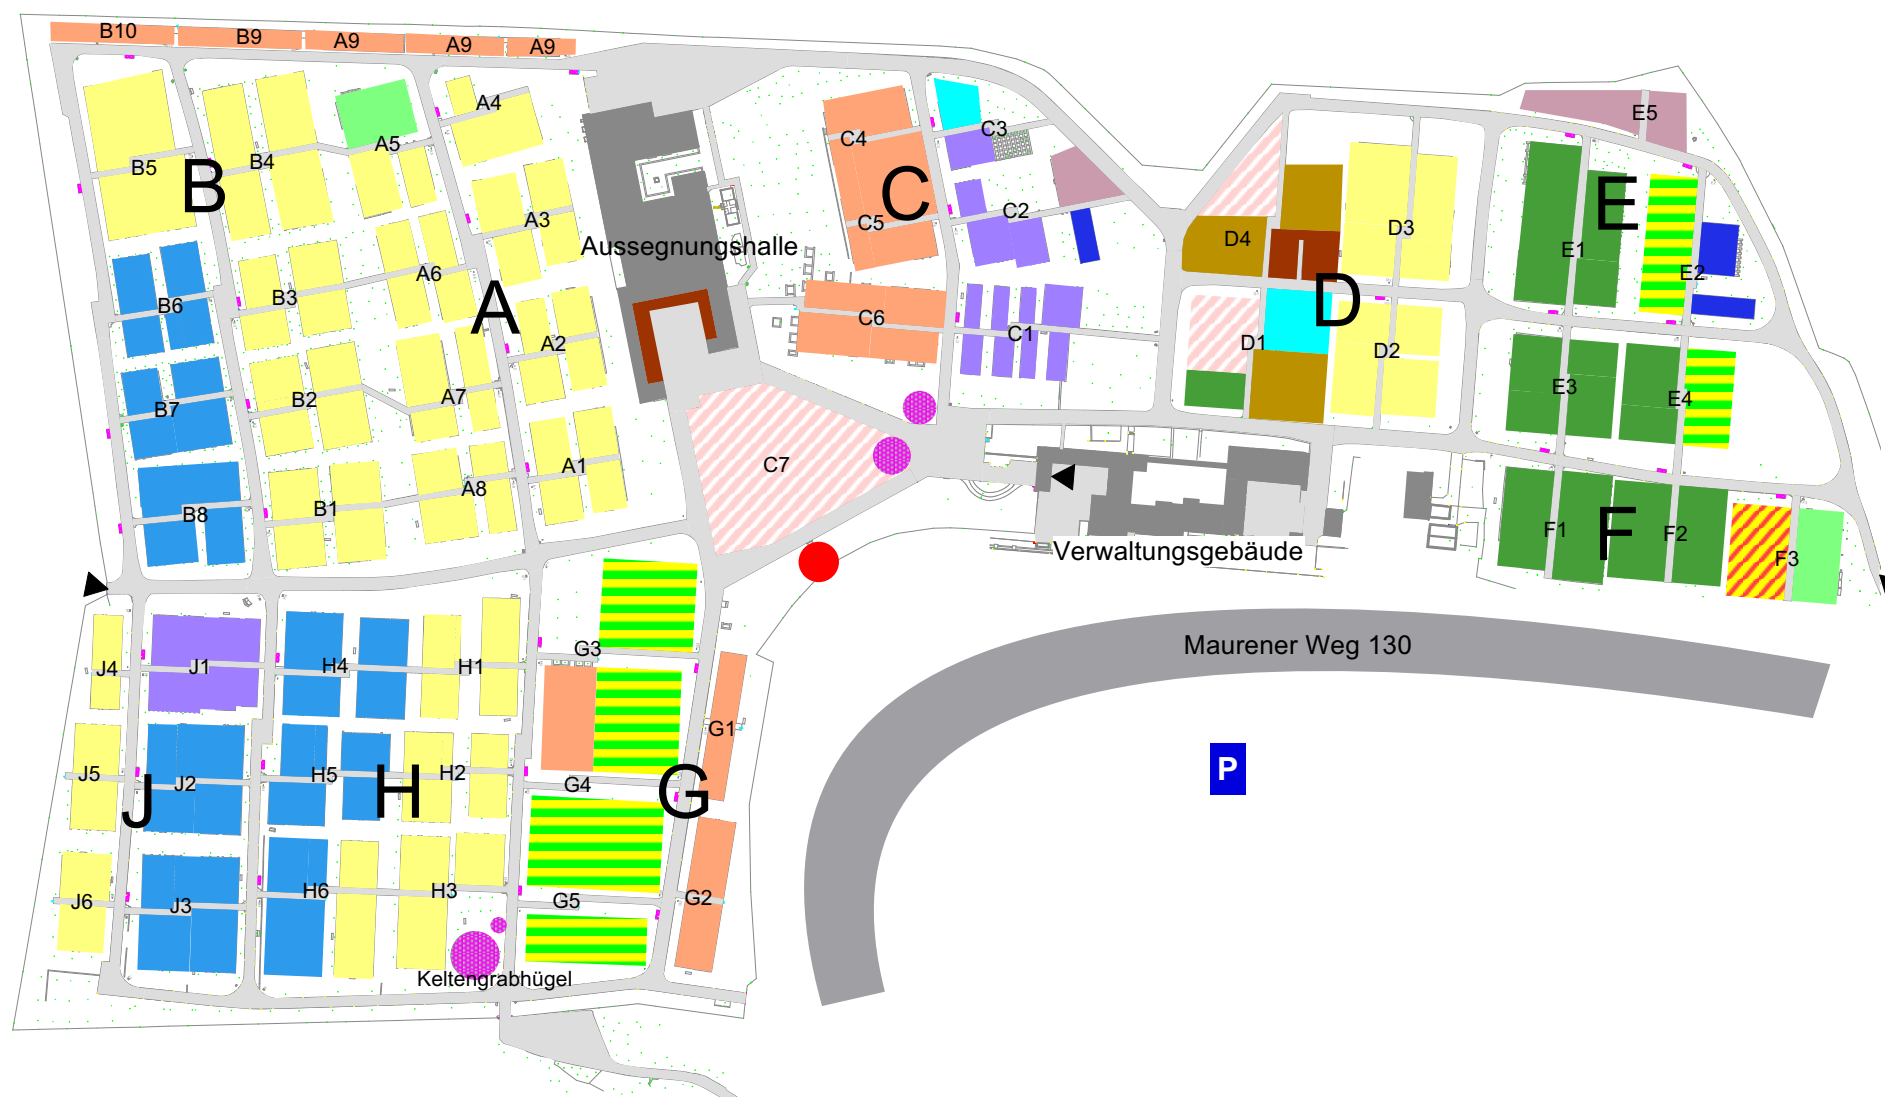 B10
B9
A9
A9
A9
A4
A5
B5
B4
B
A3
A6
B3
B6
A
A2
B2
B7
A7
A1
A8
B1
B8
Aussegnungshalle
C4
C3
C
C5
C2
C6
C1
C7
D4
D3
D
D1
D2
E5
E
E1
E2
E3
E4
F1
F
F2
F3
Verwaltungsgebäude
Maurener Weg 130
P
J4
J1
H4
H1
G3
G1
J5
J2
J
H5
H
H2
G4
G
J6
J3
H6
H3
G5
G2
Keltengrabhügel